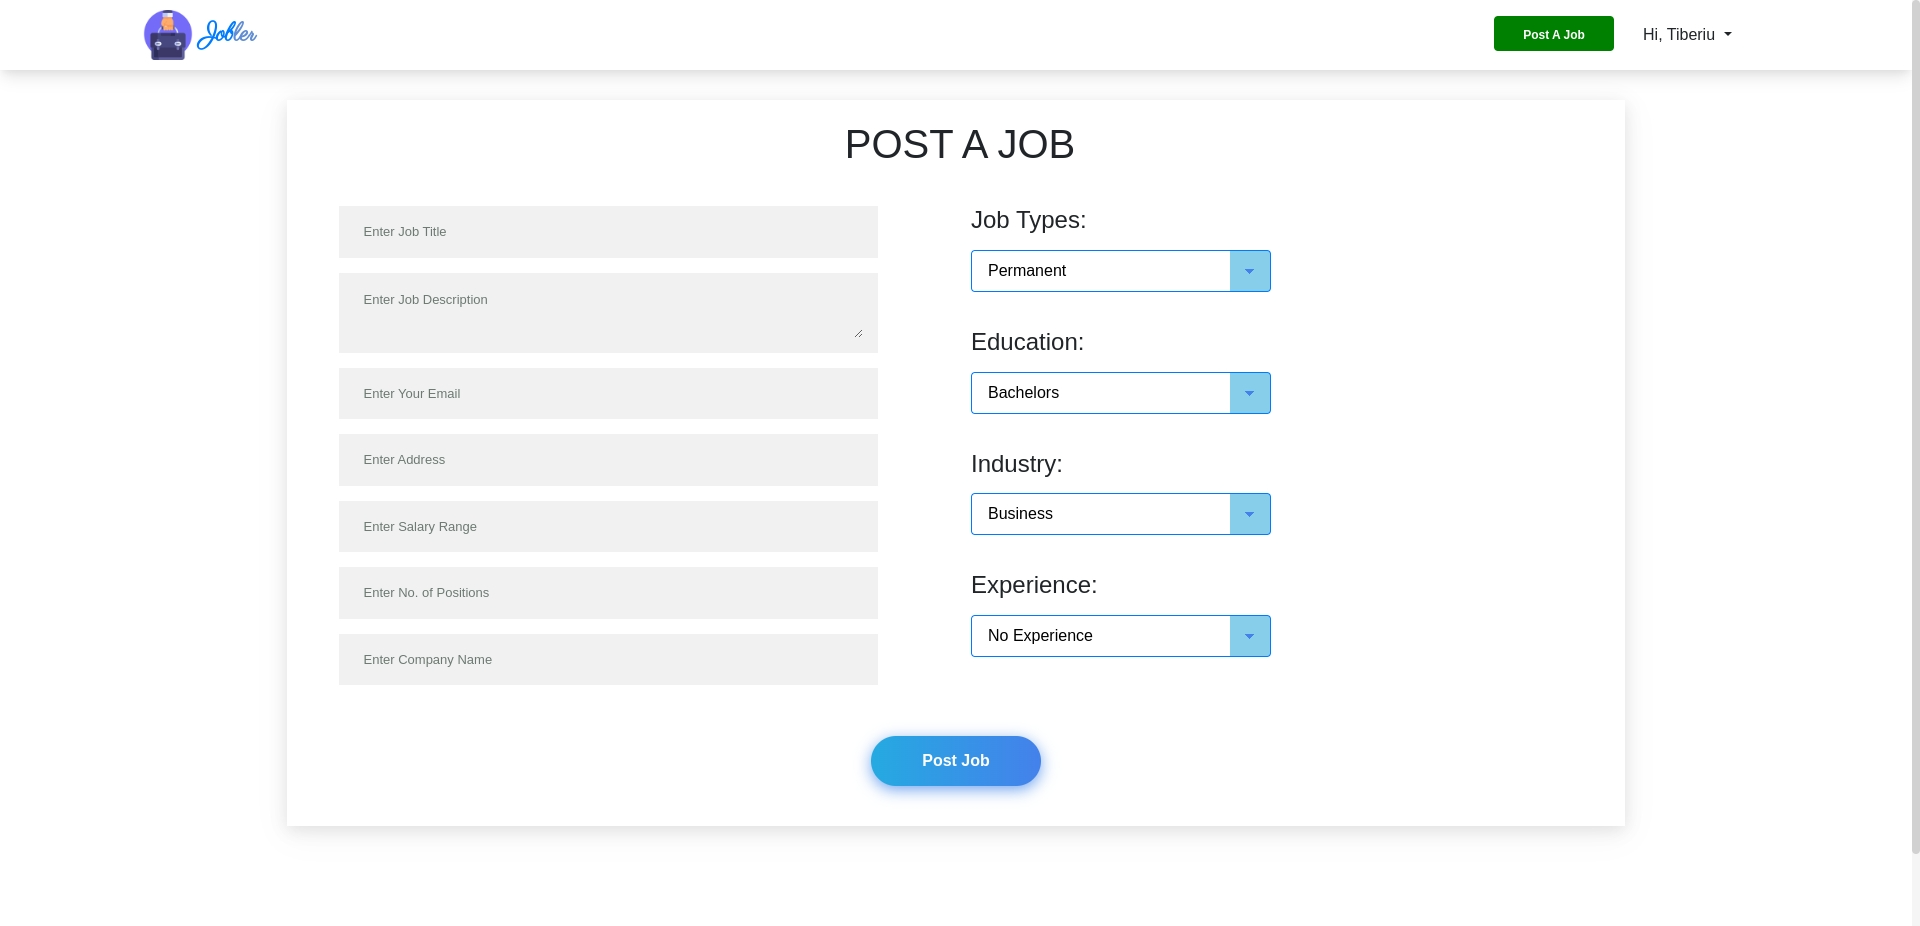 Jobler
Post A Job
Hi, Tiberiu
POST A JOB
Enter Job Title
Enter Job Description
Enter Your Email
Enter Address
Enter Salary Range
Enter No. of Positions
Enter Company Name
Job Types:
Permanent
Education:
Bachelors
Industry:
Business
Experience:
No Experience
Post Job